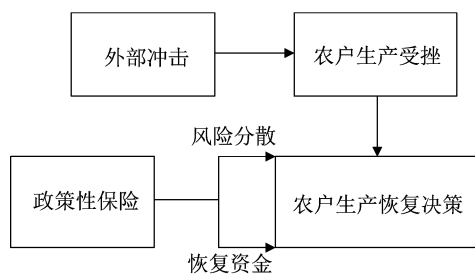 外部冲击
农户生产受挫
风险分散
政策性保险
农户生产恢复决策
恢复资金